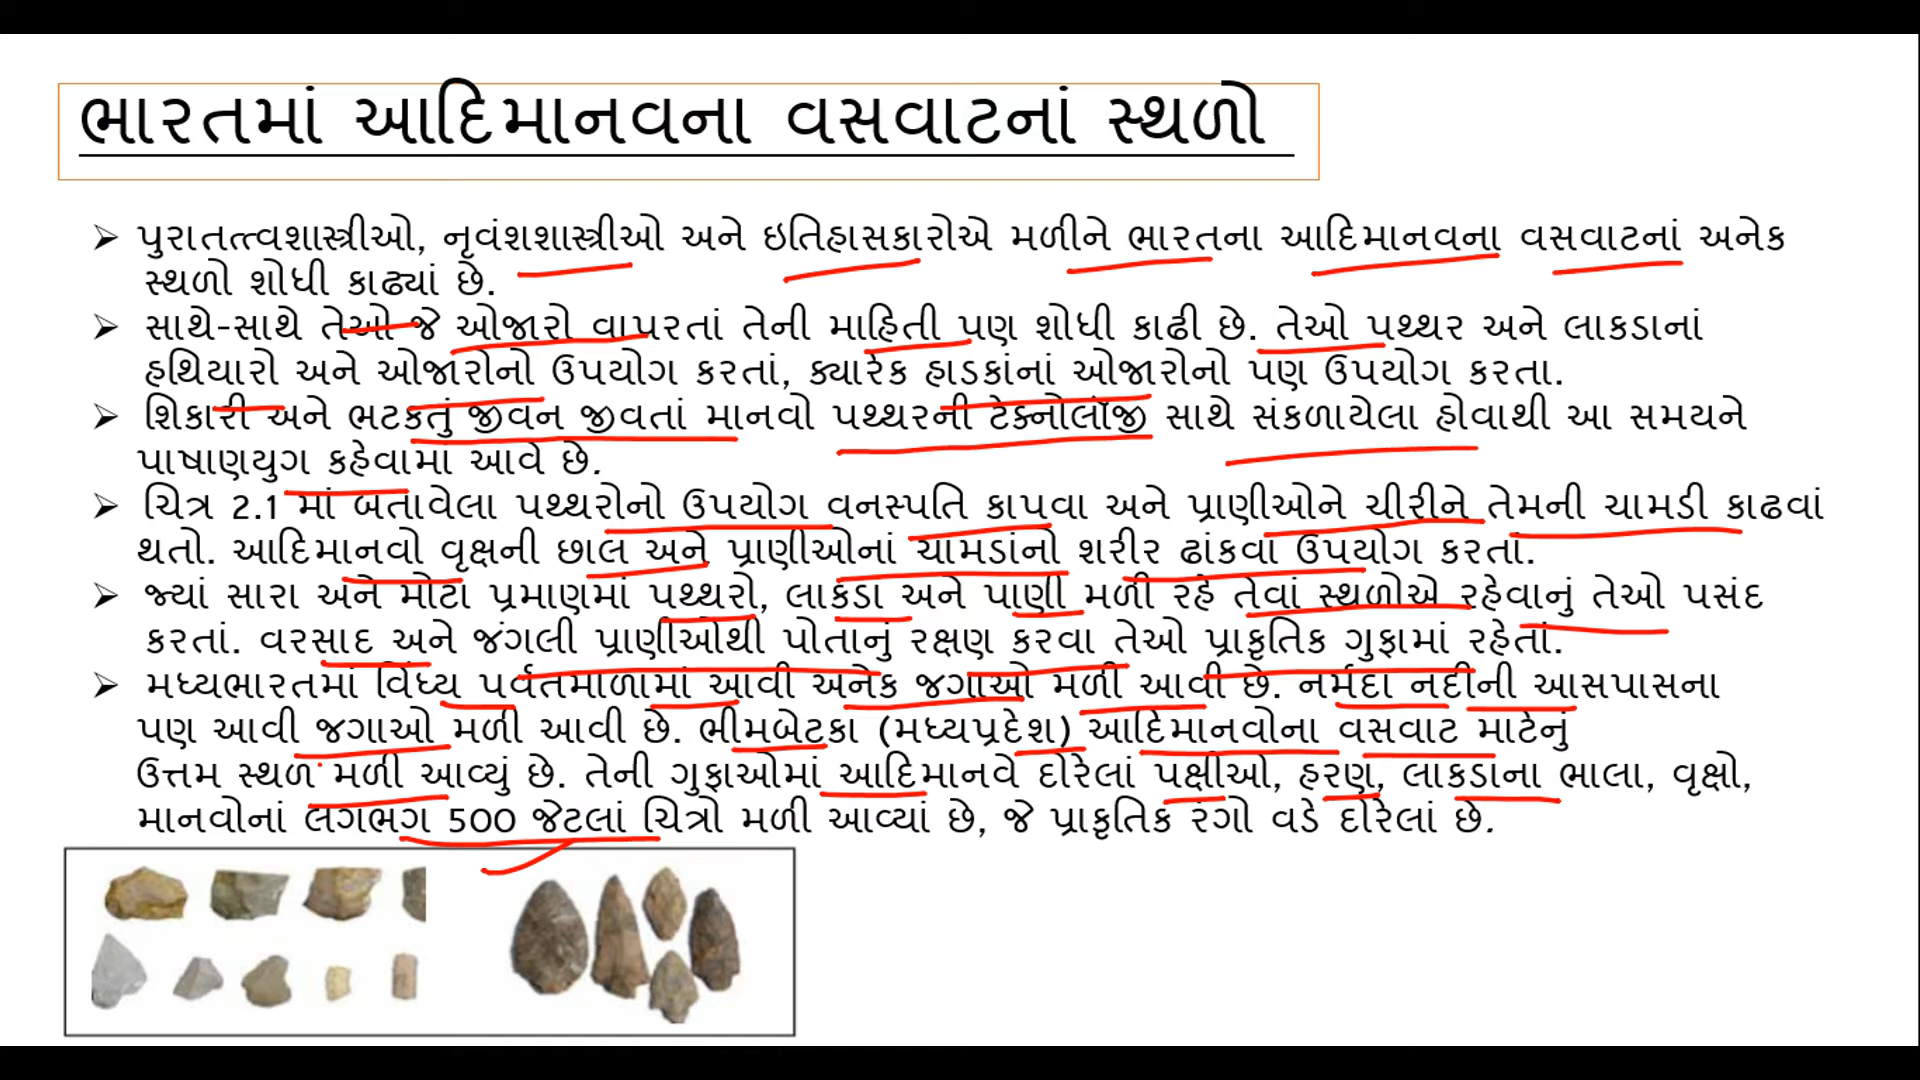 ભારતમાં આદિમાનવના વસવાટનાં સ્થળો
➢ પુરાતત્ત્વશાસ્ત્રીઓ, નૃવંશશાસ્ત્રીઓ અને ઇતિહાસકારોએ મળીને ભારતના આદિમાનવના વસવાટનાં અનેક
સ્થળો શોધી કાઢ્યાં છે.
➢ સાથે-સાથે તેઓ જે ઓજારો વાપરતાં તેની માહિતી પણ શોધી કાઢી છે. તેઓ પથ્થર અને લાકડાનાં
હથિયારો અને ઓજારોનો ઉપયોગ કરતાં, ક્યારેક હાડકાંનાં ઓજારોનો પણ ઉપયોગ કરતા.
➢ શિકારી અને ભટકતું જીવન જીવતાં માનવો પથ્થરની ટેક્નોલૉજી સાથે સંકળાયેલા હોવાથી આ સમયને
પાષાણયુગ કહેવામાં આવે છે.
➢ ચિત્ર 2.1 માં બતાવેલા પથ્થરોનો ઉપયોગ વનસ્પતિ કાપવા અને પ્રાણીઓને ચીરીને તેમની ચામડી કાઢવાં
થતો. આદિમાનવો વૃક્ષની છાલ અને પ્રાણીઓનાં ચામડાંનો શરીર ઢાંકવા ઉપયોગ કરતાં.
➢ જ્યાં સારા અને મોટા પ્રમાણમાં પથ્થરો, લાકડા અને પાણી મળી રહે તેવાં સ્થળોએ રહેવાનું તેઓ પસંદ
કરતાં. વરસાદ અને જંગલી પ્રાણીઓથી પોતાનું રક્ષણ કરવા તેઓ પ્રાકૃતિક ગુફામાં રહેતાં.
➢ મધ્યભારતમાં વિંધ્ય પર્વતમાળામાં આવી અનેક જગાઓ મળી આવી છે. નર્મદા નદીની આસપાસના
પણ આવી જગાઓ મળી આવી છે. ભીમબેટકા (મધ્યપ્રદેશ) આદિમાનવોના વસવાટ માટેનું
ઉત્તમ સ્થળ મળી આવ્યું છે. તેની ગુફાઓમાં આદિમાનવે દોરેલાં પક્ષીઓ, હરણ, લાકડાના ભાલા, વૃક્ષો,
માનવોનાં લગભગ 500 જેટલાં ચિત્રો મળી આવ્યાં છે, જે પ્રાકૃતિક રંગો વડે દોરેલાં છે.